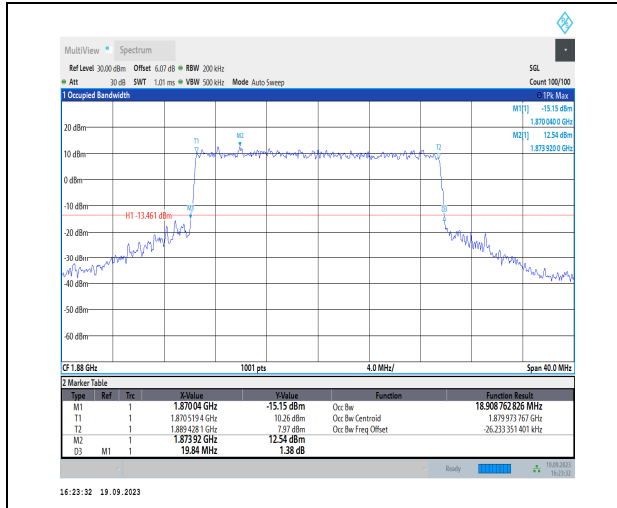 MultiView Spectrum
Ref Level 30.00 dBm Offset 6.07 dB RBW 200 kHz SGL
Att 30 dB SWT 1.01 ms VBW 500 kHz Mode Auto Sweep Count 100/100
1 Occupied Bandwidth 1Pk Max
M1[1] -15.15 dBm
1.870 040 0 GHz
M2[1] 12.54 dBm
1.873 920 0 GHz
20 dBm
T1 M2 T2
10 dBm
0 dBm
-10 dBm
M1 D3
H1 -13.461 dBm
-20 dBm
-30 dBm
-40 dBm
-50 dBm
-60 dBm
CF 1.88 GHz 1001 pts 4.0 MHz/ Span 40.0 MHz
2 Marker Table
Type Ref Trc X-Value Y-Value Function Function Result
M1 1 1.870 04 GHz -15.15 dBm Occ Bw 18.908 762 826 MHz
T1 1 1.870 519 4 GHz 10.26 dBm Occ Bw Centroid 1.879 973 767 GHz
T2 1 1.889 428 1 GHz 7.97 dBm Occ Bw Freq Offset -26.233 351 401 kHz
M2 1 1.873 92 GHz 12.54 dBm
D3 M1 1 19.84 MHz 1.38 dB
Ready 19.09.2023
16:23:32
16:23:32 19.09.2023